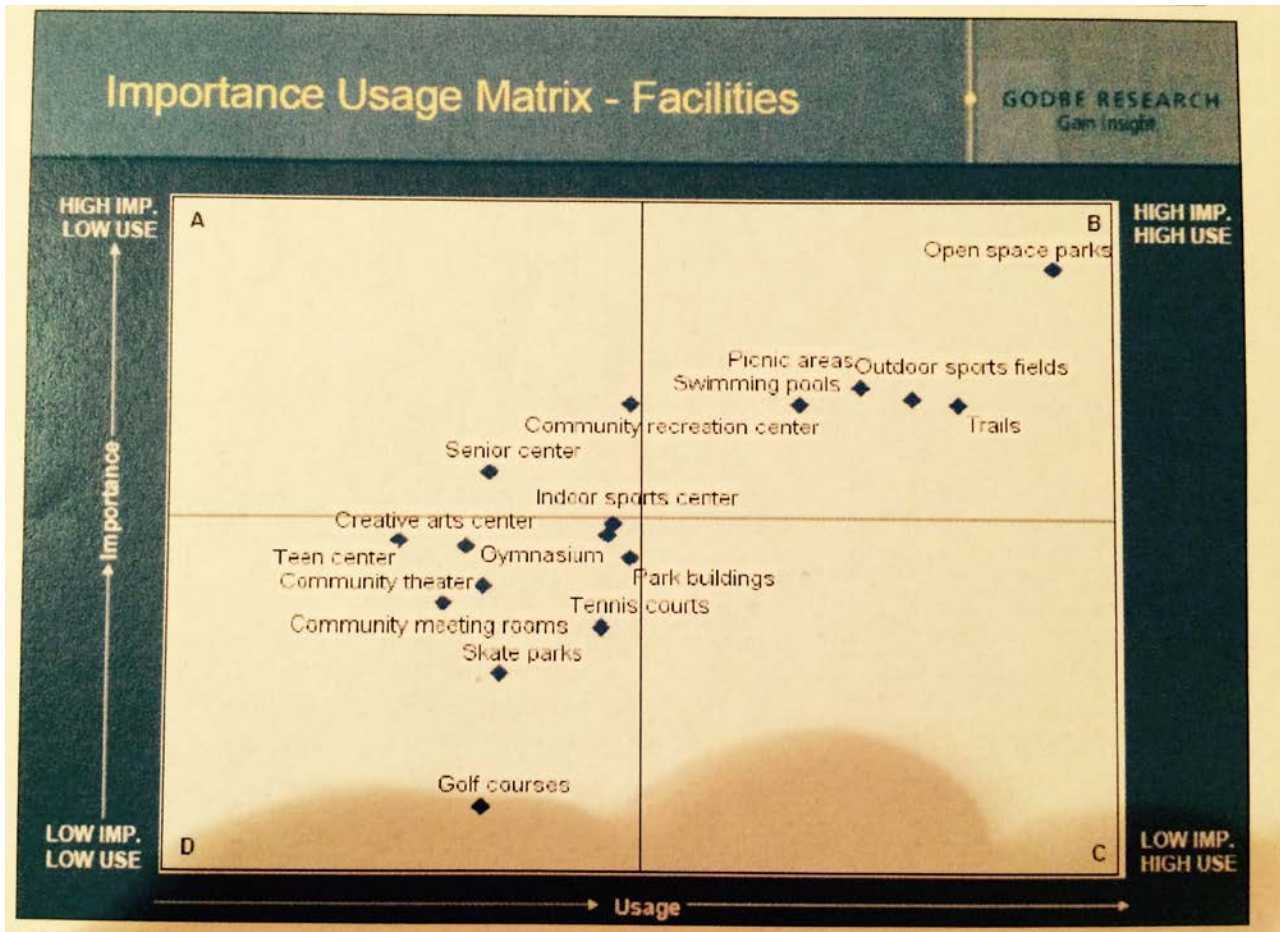 Importance Usage Matrix - Facilities
GODBE RESEARCH
Gain Insight
HIGH IMP.
LOW USE
A
B
HIGH IMP.
HIGH USE
Open space parks
Picnic areas
Outdoor sports fields
Swimming pools
Community recreation center
Trails
Senior center
Importance
Indoor sports center
Creative arts center
Teen center
Gymnasium
Community theater
Park buildings
Tennis courts
Community meeting rooms
Skate parks
Golf courses
LOW IMP.
LOW USE
D
C
LOW IMP.
HIGH USE
Usage